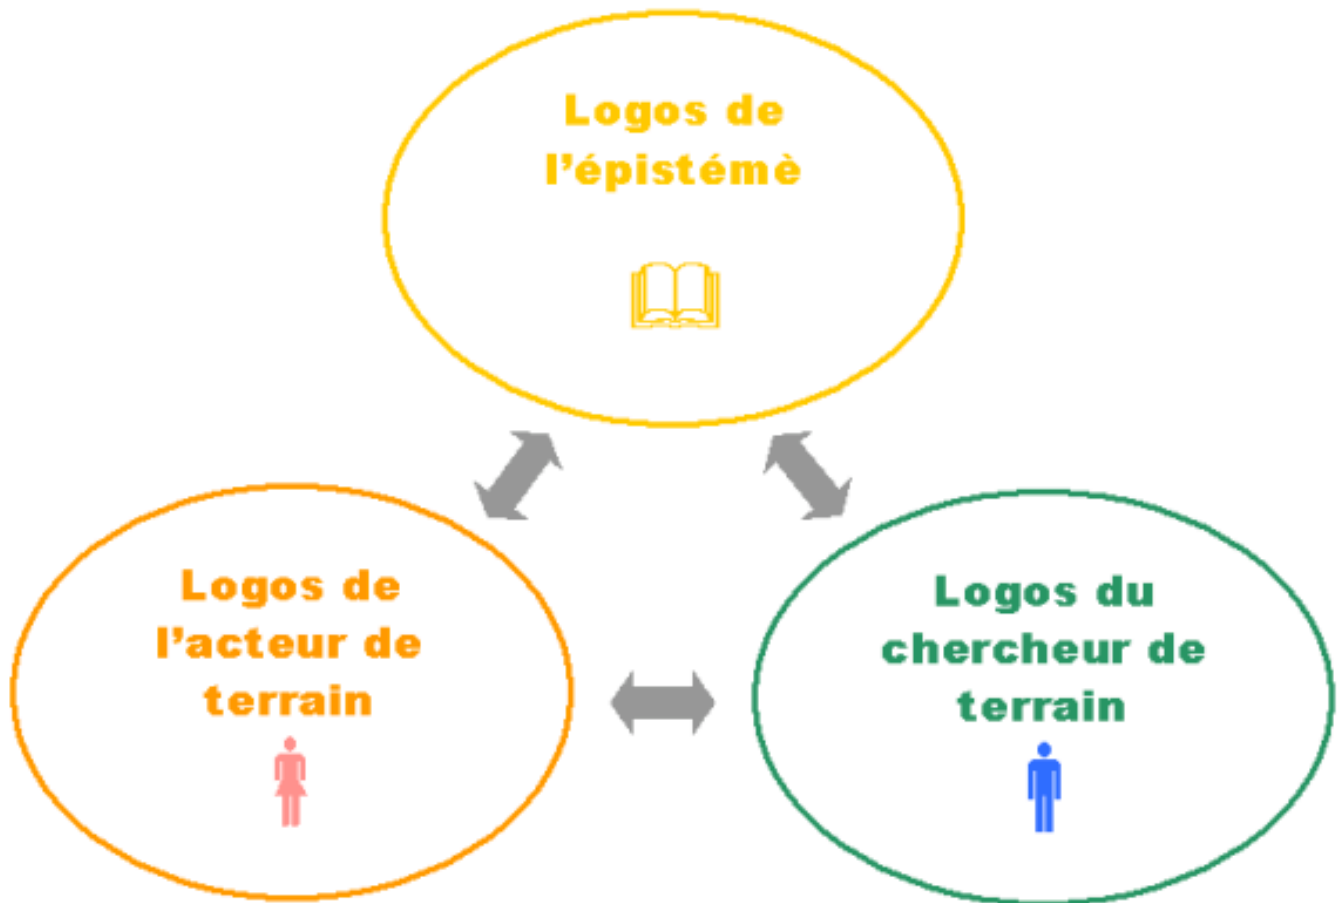 Logos de
l’épistémè
Logos de
l’acteur de
terrain
Logos du
chercheur de
terrain